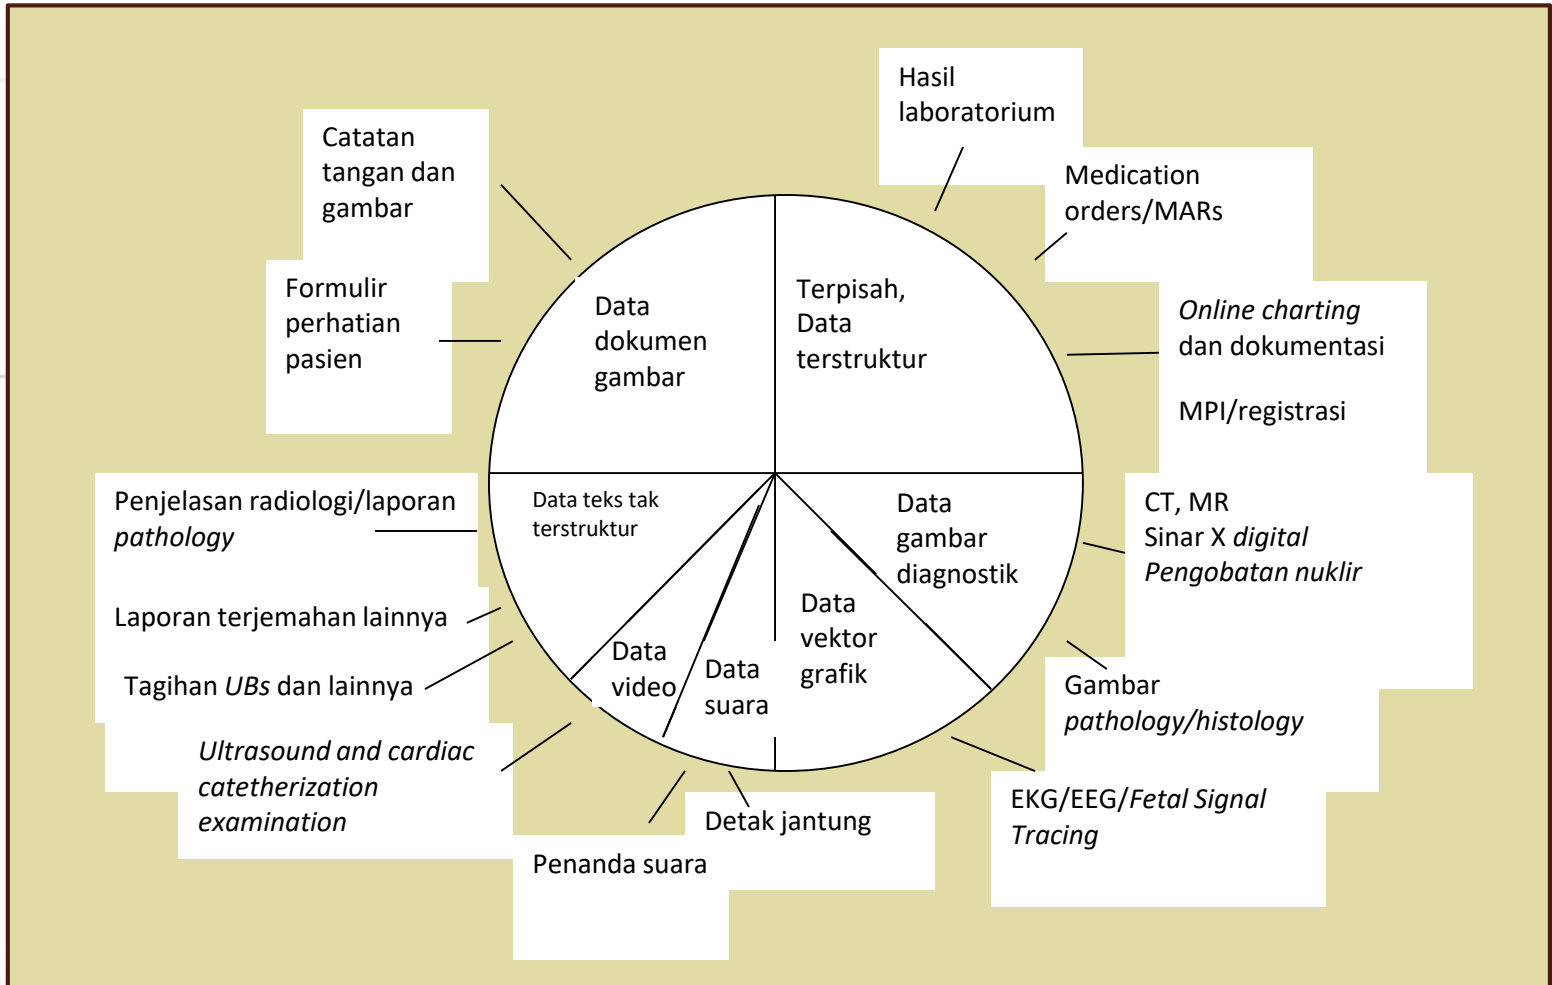 Hasil
laboratorium
Catatan
tangan dan
gambar
Medication
orders/MARs
Formulir
perhatian
pasien
Data
dokumen
gambar
Terpisah,
Data
terstruktur
Online charting
dan dokumentasi
MPI/registrasi
Penjelasan radiologi/laporan
pathology
Data teks tak
terstruktur
Data
gambar
diagnostik
CT, MR
Sinar X digital
Pengobatan nuklir
Laporan terjemahan lainnya
Tagihan UBs dan lainnya
Data
video
Data
suara
Data
vektor
grafik
Gambar
pathology/histology
Ultrasound and cardiac
catetherization
examination
Penanda suara
Detak jantung
EKG/EEG/Fetal Signal
Tracing